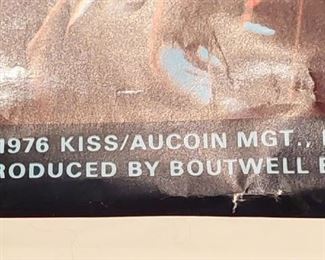 1976 KISS/AUCOIN MGT.,
RODUCED BY BOUTWELL